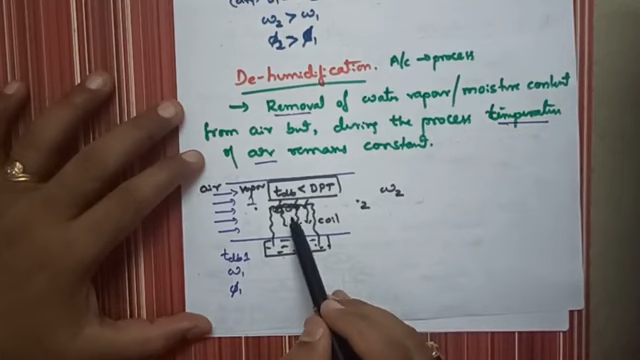 ω₂ > ω₁
ϕ₂ > ϕ₁
De-humidification. A/c → process
→ Removal of water vapour/moisture content
from air but, during the process temperature
of air remains constant.
air vapor tdb < DPT
.2 ω₂
coil
tdb1
ω₁
ϕ₁